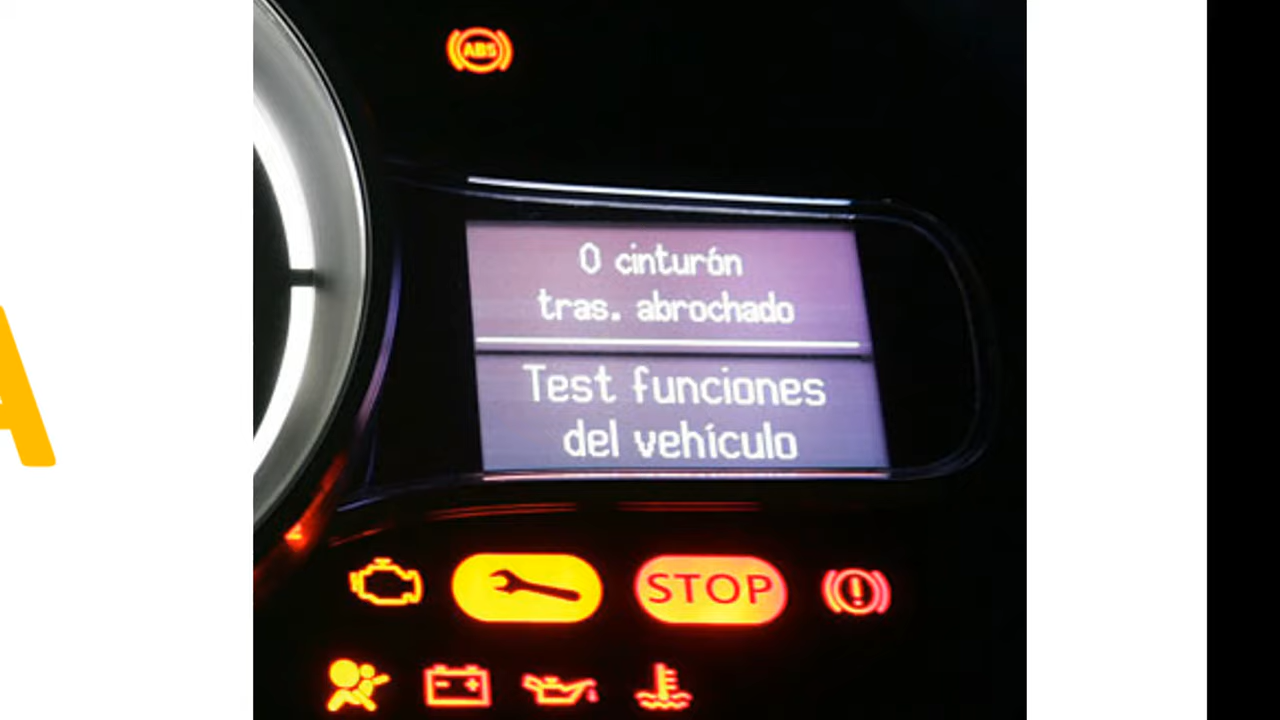 ABS
0 cinturón
tras. abrochado
Test funciones
del vehículo
STOP
A